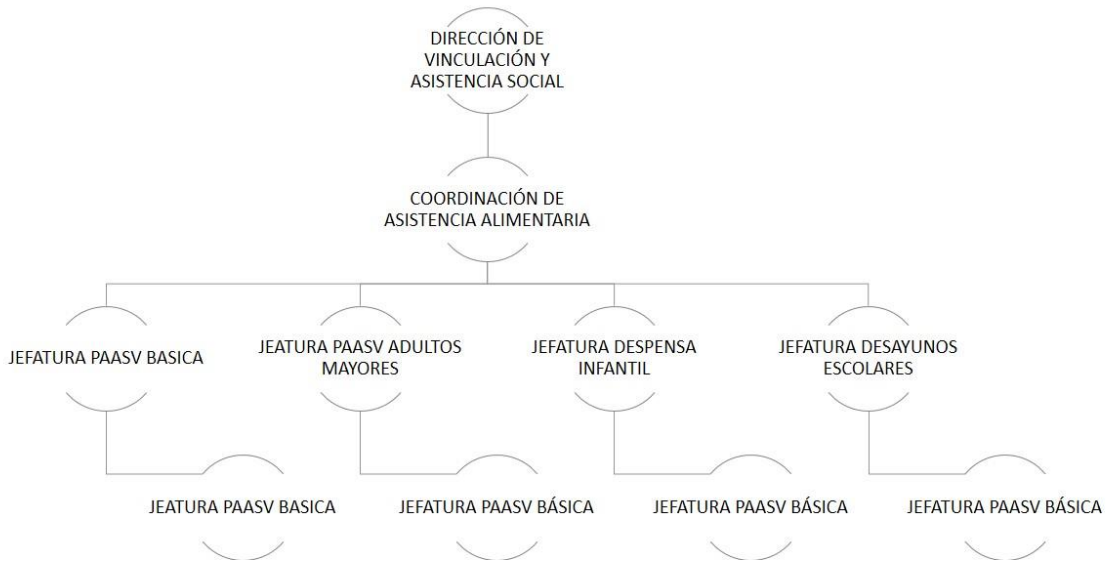 DIRECCIÓN DE
VINCULACIÓN Y
ASISTENCIA SOCIAL
COORDINACIÓN DE
ASISTENCIA ALIMENTARIA
JEFATURA PAASV BASICA
JEATURA PAASV ADULTOS
MAYORES
JEFATURA DESPENSA
INFANTIL
JEFATURA DESAYUNOS
ESCOLARES
JEATURA PAASV BASICA
JEFATURA PAASV BÁSICA
JEFATURA PAASV BÁSICA
JEFATURA PAASV BÁSICA